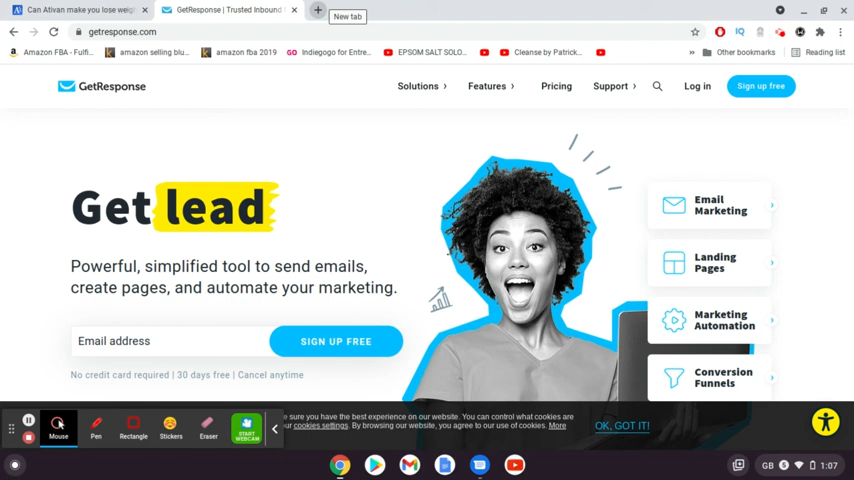 Can Ativan make you lose weigh
GetResponse | Trusted Inbound
New tab
getresponse.com
Amazon FBA - Fulfi...
amazon selling blu...
amazon fba 2019
GO Indiegogo for Entre...
EPSOM SALT SOLO...
Cleanse by Patrick...
Other bookmarks
Reading list
GetResponse
Solutions
Features
Pricing
Support
Log in
Sign up free
Get lead
Powerful, simplified tool to send emails,
create pages, and automate your marketing.
Email address
SIGN UP FREE
No credit card required | 30 days free | Cancel anytime
Email
Marketing
Landing
Pages
Marketing
Automation
Conversion
Funnels
e sure you have the best experience on our website. You can control what cookies are
ur cookies settings. By browsing our website, you agree to our use of cookies. More
OK, GOT IT!
Mouse
Pen
Rectangle
Stickers
Eraser
START
WEBCAM
GB
1:07